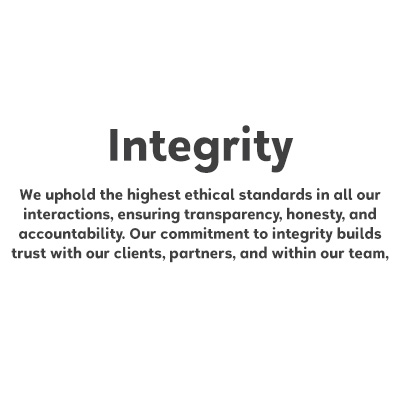 Integrity
We uphold the highest ethical standards in all our
interactions, ensuring transparency, honesty, and
accountability. Our commitment to integrity builds
trust with our clients, partners, and within our team,